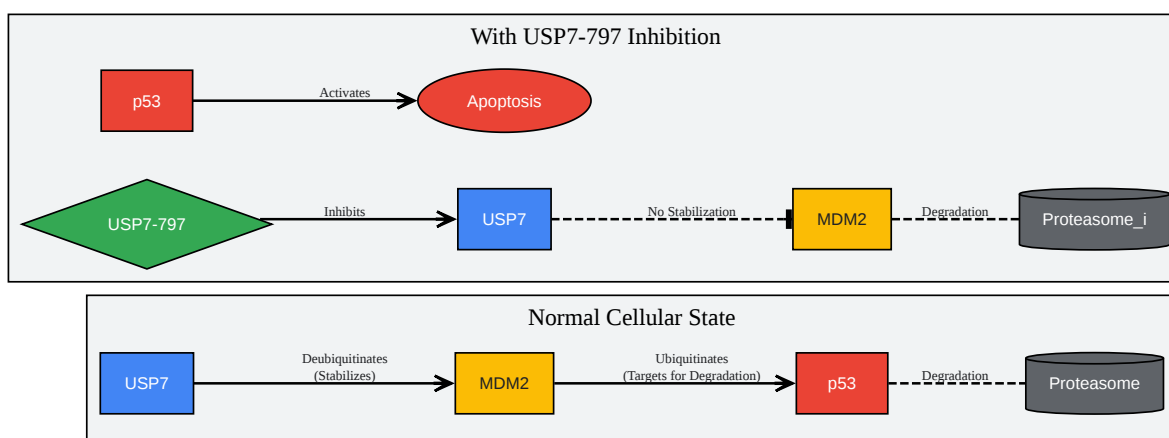 With USP7-797 Inhibition
p53
Activates
Apoptosis
USP7-797
Inhibits
USP7
No Stabilization
MDM2
Degradation
Proteasome_i
Normal Cellular State
USP7
Deubiquitinates
(Stabilizes)
MDM2
Ubiquitinates
(Targets for Degradation)
p53
Degradation
Proteasome